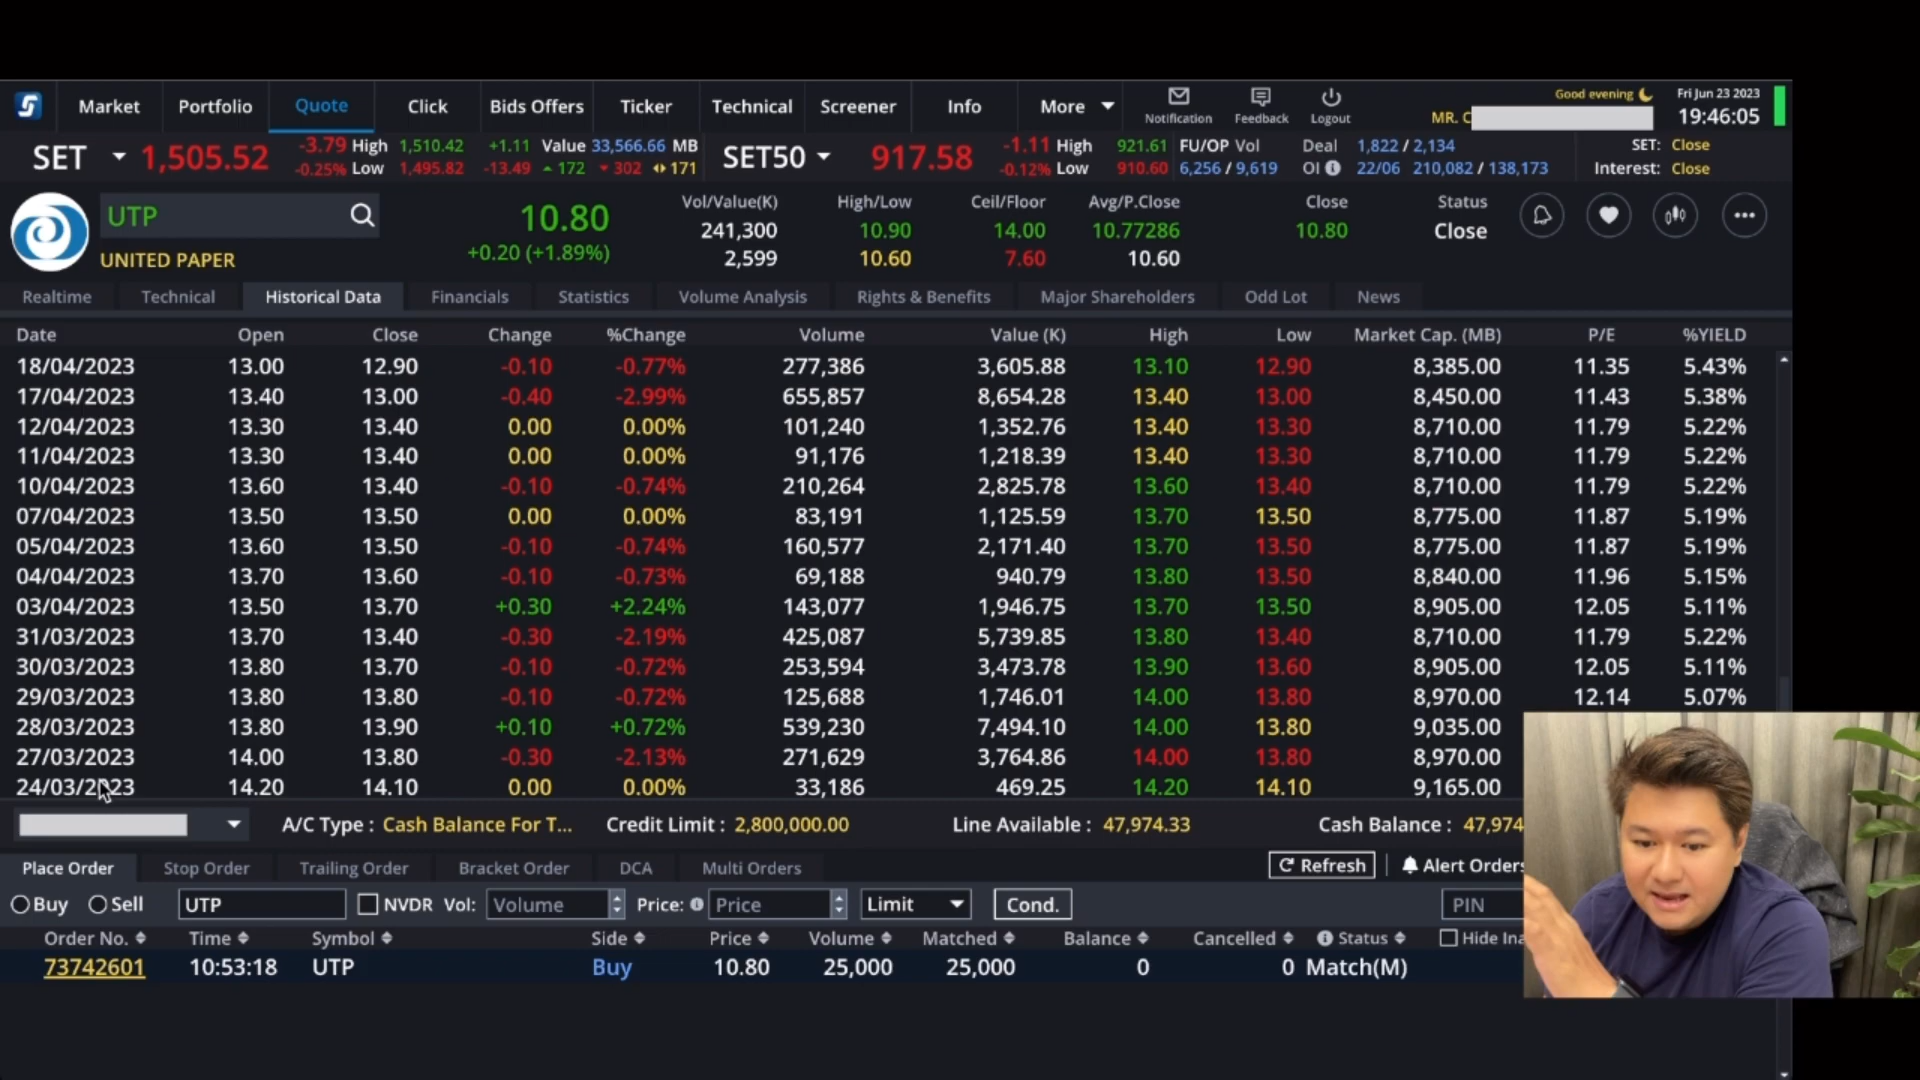 Market Portfolio Quote Click Bids Offers Ticker Technical Screener Info More Notification Feedback Logout
Good evening Fri Jun 23 2023
MR. C 19:46:05
SET 1,505.52 -3.79 High 1,510.42 +1.11 Value 33,566.66 MB SET50 917.58 -1.11 High 921.61 FU/OP Vol Deal 1,822 / 2,134 SET: Close
-0.25% Low 1,495.82 -13.49 172 302 171 -0.12% Low 910.60 6,256 / 9,619 OI 22/06 210,082 / 138,173 Interest: Close
UTP 10.80 Vol/Value(K) High/Low Ceil/Floor Avg/P.Close Close Status
241,300 10.90 14.00 10.77286 10.80 Close
UNITED PAPER +0.20 (+1.89%) 2,599 10.60 7.60 10.60
Realtime Technical Historical Data Financials Statistics Volume Analysis Rights & Benefits Major Shareholders Odd Lot News
Date Open Close Change %Change Volume Value (K) High Low Market Cap. (MB) P/E %YIELD
18/04/2023 13.00 12.90 -0.10 -0.77% 277,386 3,605.88 13.10 12.90 8,385.00 11.35 5.43%
17/04/2023 13.40 13.00 -0.40 -2.99% 655,857 8,654.28 13.40 13.00 8,450.00 11.43 5.38%
12/04/2023 13.30 13.40 0.00 0.00% 101,240 1,352.76 13.40 13.30 8,710.00 11.79 5.22%
11/04/2023 13.30 13.40 0.00 0.00% 91,176 1,218.39 13.40 13.30 8,710.00 11.79 5.22%
10/04/2023 13.60 13.40 -0.10 -0.74% 210,264 2,825.78 13.60 13.40 8,710.00 11.79 5.22%
07/04/2023 13.50 13.50 0.00 0.00% 83,191 1,125.59 13.70 13.50 8,775.00 11.87 5.19%
05/04/2023 13.60 13.50 -0.10 -0.74% 160,577 2,171.40 13.70 13.50 8,775.00 11.87 5.19%
04/04/2023 13.70 13.60 -0.10 -0.73% 69,188 940.79 13.80 13.50 8,840.00 11.96 5.15%
03/04/2023 13.50 13.70 +0.30 +2.24% 143,077 1,946.75 13.70 13.50 8,905.00 12.05 5.11%
31/03/2023 13.70 13.40 -0.30 -2.19% 425,087 5,739.85 13.80 13.40 8,710.00 11.79 5.22%
30/03/2023 13.80 13.70 -0.10 -0.72% 253,594 3,473.78 13.90 13.60 8,905.00 12.05 5.11%
29/03/2023 13.80 13.80 -0.10 -0.72% 125,688 1,746.01 14.00 13.80 8,970.00 12.14 5.07%
28/03/2023 13.80 13.90 +0.10 +0.72% 539,230 7,494.10 14.00 13.80 9,035.00
27/03/2023 14.00 13.80 -0.30 -2.13% 271,629 3,764.86 14.00 13.80 8,970.00
24/03/2023 14.20 14.10 0.00 0.00% 33,186 469.25 14.20 14.10 9,165.00
A/C Type : Cash Balance For T... Credit Limit : 2,800,000.00 Line Available : 47,974.33 Cash Balance : 47,974
Place Order Stop Order Trailing Order Bracket Order DCA Multi Orders Refresh Alert Orders
Buy Sell UTP NVDR Vol: Volume Price: Price Limit Cond. PIN
Order No. Time Symbol Side Price Volume Matched Balance Cancelled Status Hide Ina
73742601 10:53:18 UTP Buy 10.80 25,000 25,000 0 0 Match(M)